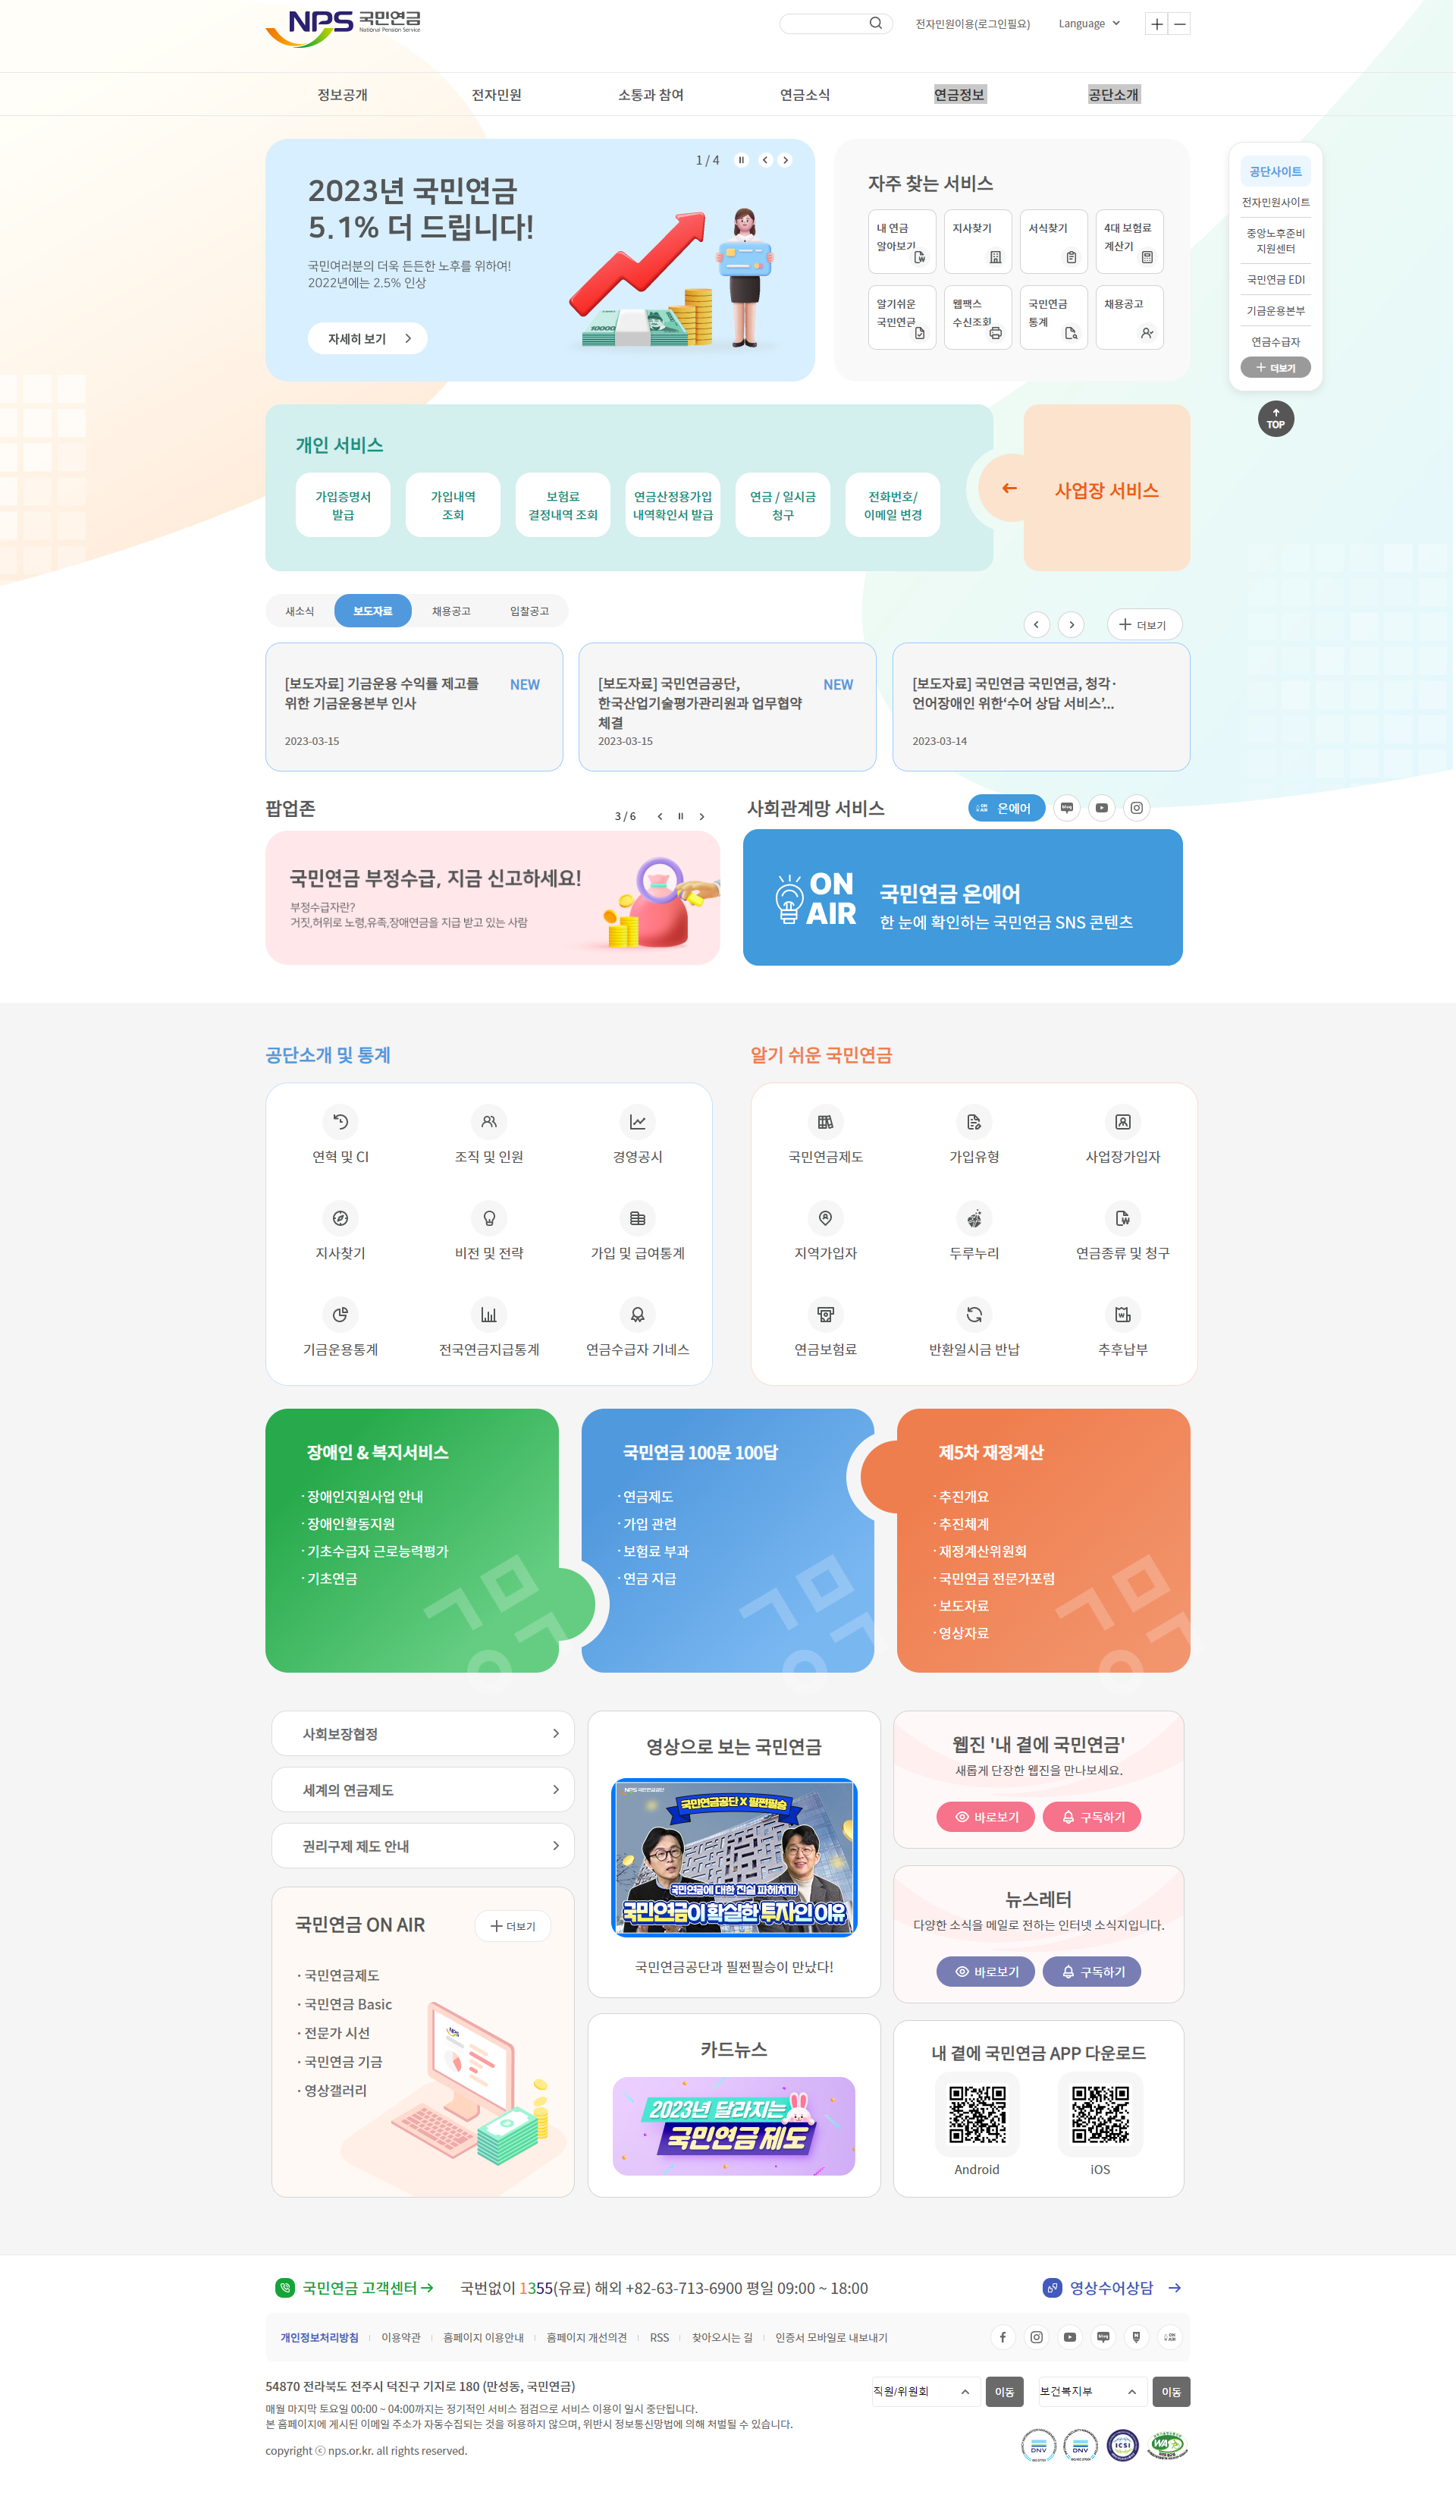 NPS 국민연금
National Pension Service
전자민원이용(로그인필요)
Language
정보공개
전자민원
소통과 참여
연금소식
연금정보
공단소개
1 / 4
2023년 국민연금
5.1% 더 드립니다!
국민여러분의 더욱 든든한 노후를 위하여!
2022년에는 2.5% 인상
자세히 보기
10000
자주 찾는 서비스
내 연금
알아보기
지사찾기
서식찾기
4대 보험료
계산기
알기쉬운
국민연금
웹팩스
수신조회
국민연금
통계
채용공고
공단사이트
전자민원사이트
중앙노후준비
지원센터
국민연금 EDI
기금운용본부
연금수급자
더보기
TOP
개인 서비스
가입증명서
발급
가입내역
조회
보험료
결정내역 조회
연금산정용가입
내역확인서 발급
연금 / 일시금
청구
전화번호/
이메일 변경
사업장 서비스
새소식
보도자료
채용공고
입찰공고
더보기
[보도자료] 기금운용 수익률 제고를
위한 기금운용본부 인사
NEW
2023-03-15
[보도자료] 국민연금공단,
한국산업기술평가관리원과 업무협약
체결
NEW
2023-03-15
[보도자료] 국민연금 국민연금, 청각·
언어장애인 위한‘수어 상담 서비스’...
2023-03-14
팝업존
3 / 6
국민연금 부정수급, 지금 신고하세요!
부정수급자란?
거짓,허위로 노령,유족,장애연금을 지급 받고 있는 사람
사회관계망 서비스
ON AIR
온에어
blog
ON
AIR
국민연금 온에어
한 눈에 확인하는 국민연금 SNS 콘텐츠
공단소개 및 통계
연혁 및 CI
조직 및 인원
경영공시
지사찾기
비전 및 전략
가입 및 급여통계
기금운용통계
전국연금지급통계
연금수급자 기네스
알기 쉬운 국민연금
국민연금제도
가입유형
사업장가입자
지역가입자
두루누리
연금종류 및 청구
연금보험료
반환일시금 반납
추후납부
장애인 & 복지서비스
· 장애인지원사업 안내
· 장애인활동지원
· 기초수급자 근로능력평가
· 기초연금
국민연금 100문 100답
· 연금제도
· 가입 관련
· 보험료 부과
· 연금 지급
제5차 재정계산
· 추진개요
· 추진체계
· 재정계산위원회
· 국민연금 전문가포럼
· 보도자료
· 영상자료
사회보장협정
세계의 연금제도
권리구제 제도 안내
국민연금 ON AIR
더보기
· 국민연금제도
· 국민연금 Basic
· 전문가 시선
· 국민연금 기금
· 영상갤러리
NPS
영상으로 보는 국민연금
NPS 국민연금공단
국민연금공단 X 필쩐필승
국민연금에 대한 진실 파헤치기!
국민연금이 확실한 투자인 이유
국민연금공단과 필쩐필승이 만났다!
카드뉴스
2023년 달라지는
국민연금 제도
웹진 '내 곁에 국민연금'
새롭게 단장한 웹진을 만나보세요.
바로보기
구독하기
뉴스레터
다양한 소식을 메일로 전하는 인터넷 소식지입니다.
바로보기
구독하기
내 곁에 국민연금 APP 다운로드
Android
iOS
국민연금 고객센터
국번없이 1355(유료) 해외 +82-63-713-6900 평일 09:00 ~ 18:00
영상수어상담
개인정보처리방침
이용약관
홈페이지 이용안내
홈페이지 개선의견
RSS
찾아오시는 길
인증서 모바일로 내보내기
blog
ON AIR
54870 전라북도 전주시 덕진구 기지로 180 (만성동, 국민연금)
매월 마지막 토요일 00:00 ~ 04:00까지는 정기적인 서비스 점검으로 서비스 이용이 일시 중단됩니다.
본 홈페이지에 게시된 이메일 주소가 자동수집되는 것을 허용하지 않으며, 위반시 정보통신망법에 의해 처벌될 수 있습니다.
copyright ⓒ nps.or.kr. all rights reserved.
직원/위원회
이동
보건복지부
이동
DNV
DNV
ICSI
WA